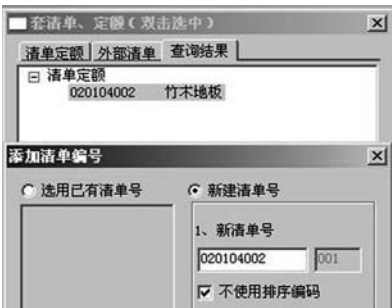 套清单、定额（双击选中）
清单定额 外部清单 查询结果
清单定额
020104002 竹木地板
添加清单编号
选用已有清单号 新建清单号
1、新清单号
020104002 001
不使用排序编码